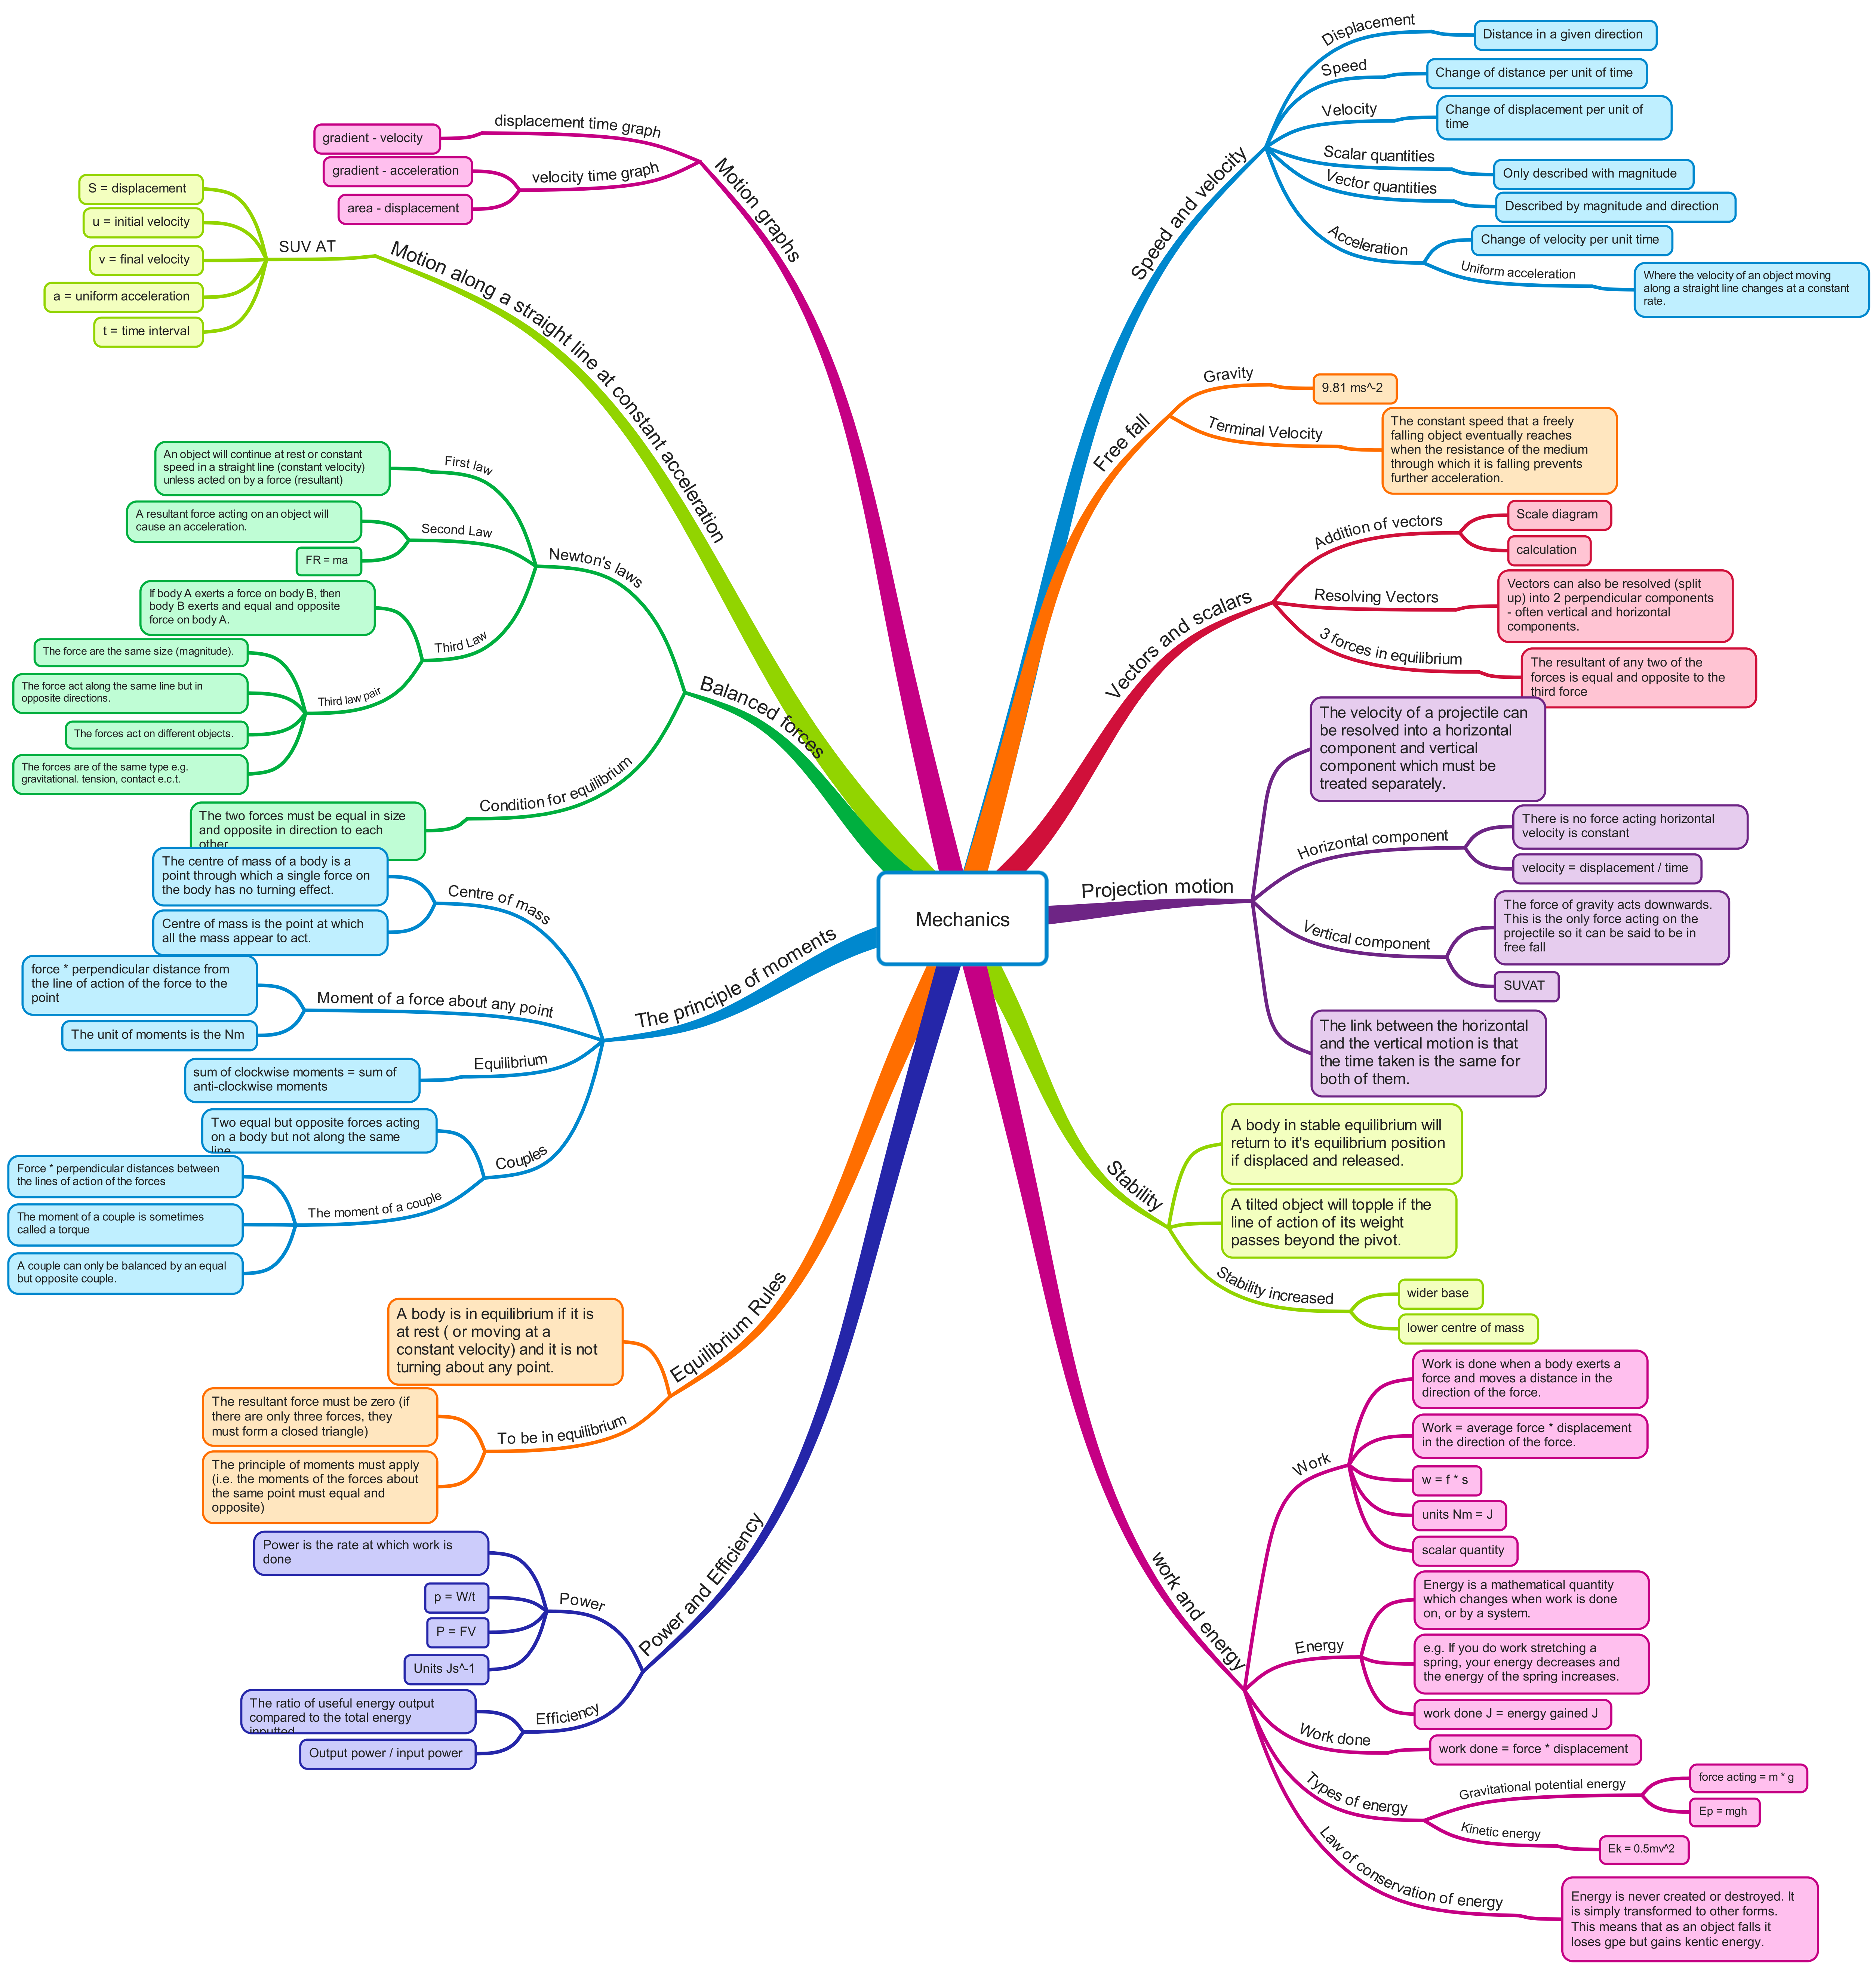 Mechanics
Speed and velocity
Displacement
Distance in a given direction
Speed
Change of distance per unit of time
Velocity
Change of displacement per unit of
time
Scalar quantities
Only described with magnitude
Vector quantities
Described by magnitude and direction
Acceleration
Change of velocity per unit time
Uniform acceleration
Where the velocity of an object moving
along a straight line changes at a constant
rate.
Free fall
Gravity
9.81 ms^-2
Terminal Velocity
The constant speed that a freely
falling object eventually reaches
when the resistance of the medium
through which it is falling prevents
further acceleration.
Vectors and scalars
Addition of vectors
Scale diagram
calculation
Resolving Vectors
Vectors can also be resolved (split
up) into 2 perpendicular components
- often vertical and horizontal
components.
3 forces in equilibrium
The resultant of any two of the
forces is equal and opposite to the
third force
Projection motion
The velocity of a projectile can
be resolved into a horizontal
component and vertical
component which must be
treated separately.
Horizontal component
There is no force acting horizontal
velocity is constant
velocity = displacement / time
Vertical component
The force of gravity acts downwards.
This is the only force acting on the
projectile so it can be said to be in
free fall
SUVAT
The link between the horizontal
and the vertical motion is that
the time taken is the same for
both of them.
Stability
A body in stable equilibrium will
return to it's equilibrium position
if displaced and released.
A tilted object will topple if the
line of action of its weight
passes beyond the pivot.
Stability increased
wider base
lower centre of mass
work and energy
Work
Work is done when a body exerts a
force and moves a distance in the
direction of the force.
Work = average force * displacement
in the direction of the force.
w = f * s
units Nm = J
scalar quantity
Energy
Energy is a mathematical quantity
which changes when work is done
on, or by a system.
e.g. If you do work stretching a
spring, your energy decreases and
the energy of the spring increases.
work done J = energy gained J
Work done
work done = force * displacement
Types of energy
Gravitational potential energy
force acting = m * g
Ep = mgh
Kinetic energy
Ek = 0.5mv^2
Law of conservation of energy
Energy is never created or destroyed. It
is simply transformed to other forms.
This means that as an object falls it
loses gpe but gains kentic energy.
Motion graphs
displacement time graph
gradient - velocity
velocity time graph
gradient - acceleration
area - displacement
Motion along a straight line at constant acceleration
SUV AT
S = displacement
u = initial velocity
v = final velocity
a = uniform acceleration
t = time interval
Balanced forces
Newton's laws
First law
An object will continue at rest or constant
speed in a straight line (constant velocity)
unless acted on by a force (resultant)
Second Law
A resultant force acting on an object will
cause an acceleration.
FR = ma
Third Law
If body A exerts a force on body B, then
body B exerts and equal and opposite
force on body A.
Third law pair
The force are the same size (magnitude).
The force act along the same line but in
opposite directions.
The forces act on different objects.
The forces are of the same type e.g.
gravitational. tension, contact e.c.t.
Condition for equilibrium
The two forces must be equal in size
and opposite in direction to each
other
The principle of moments
Centre of mass
The centre of mass of a body is a
point through which a single force on
the body has no turning effect.
Centre of mass is the point at which
all the mass appear to act.
Moment of a force about any point
force * perpendicular distance from
the line of action of the force to the
point
The unit of moments is the Nm
Equilibrium
sum of clockwise moments = sum of
anti-clockwise moments
Couples
Two equal but opposite forces acting
on a body but not along the same
line
The moment of a couple
Force * perpendicular distances between
the lines of action of the forces
The moment of a couple is sometimes
called a torque
A couple can only be balanced by an equal
but opposite couple.
Equilibrium Rules
A body is in equilibrium if it is
at rest ( or moving at a
constant velocity) and it is not
turning about any point.
To be in equilibrium
The resultant force must be zero (if
there are only three forces, they
must form a closed triangle)
The principle of moments must apply
(i.e. the moments of the forces about
the same point must equal and
opposite)
Power and Efficiency
Power
Power is the rate at which work is
done
p = W/t
P = FV
Units Js^-1
Efficiency
The ratio of useful energy output
compared to the total energy
inputted
Output power / input power